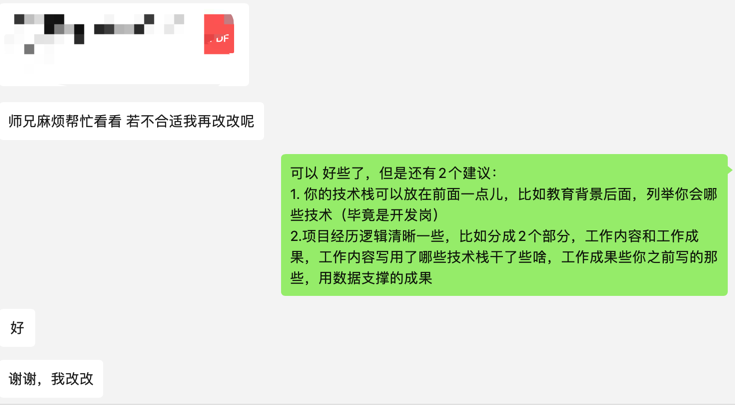 师兄麻烦帮忙看看 若不合适我再改改呢
可以 好些了，但是还有2个建议：
1. 你的技术栈可以放在前面一点儿，比如教育背景后面，列举你会哪
些技术（毕竟是开发岗）
2.项目经历逻辑清晰一些，比如分成2个部分，工作内容和工作成
果，工作内容写用了哪些技术栈干了些啥，工作成果些你之前写的那
些，用数据支撑的成果
好
谢谢，我改改